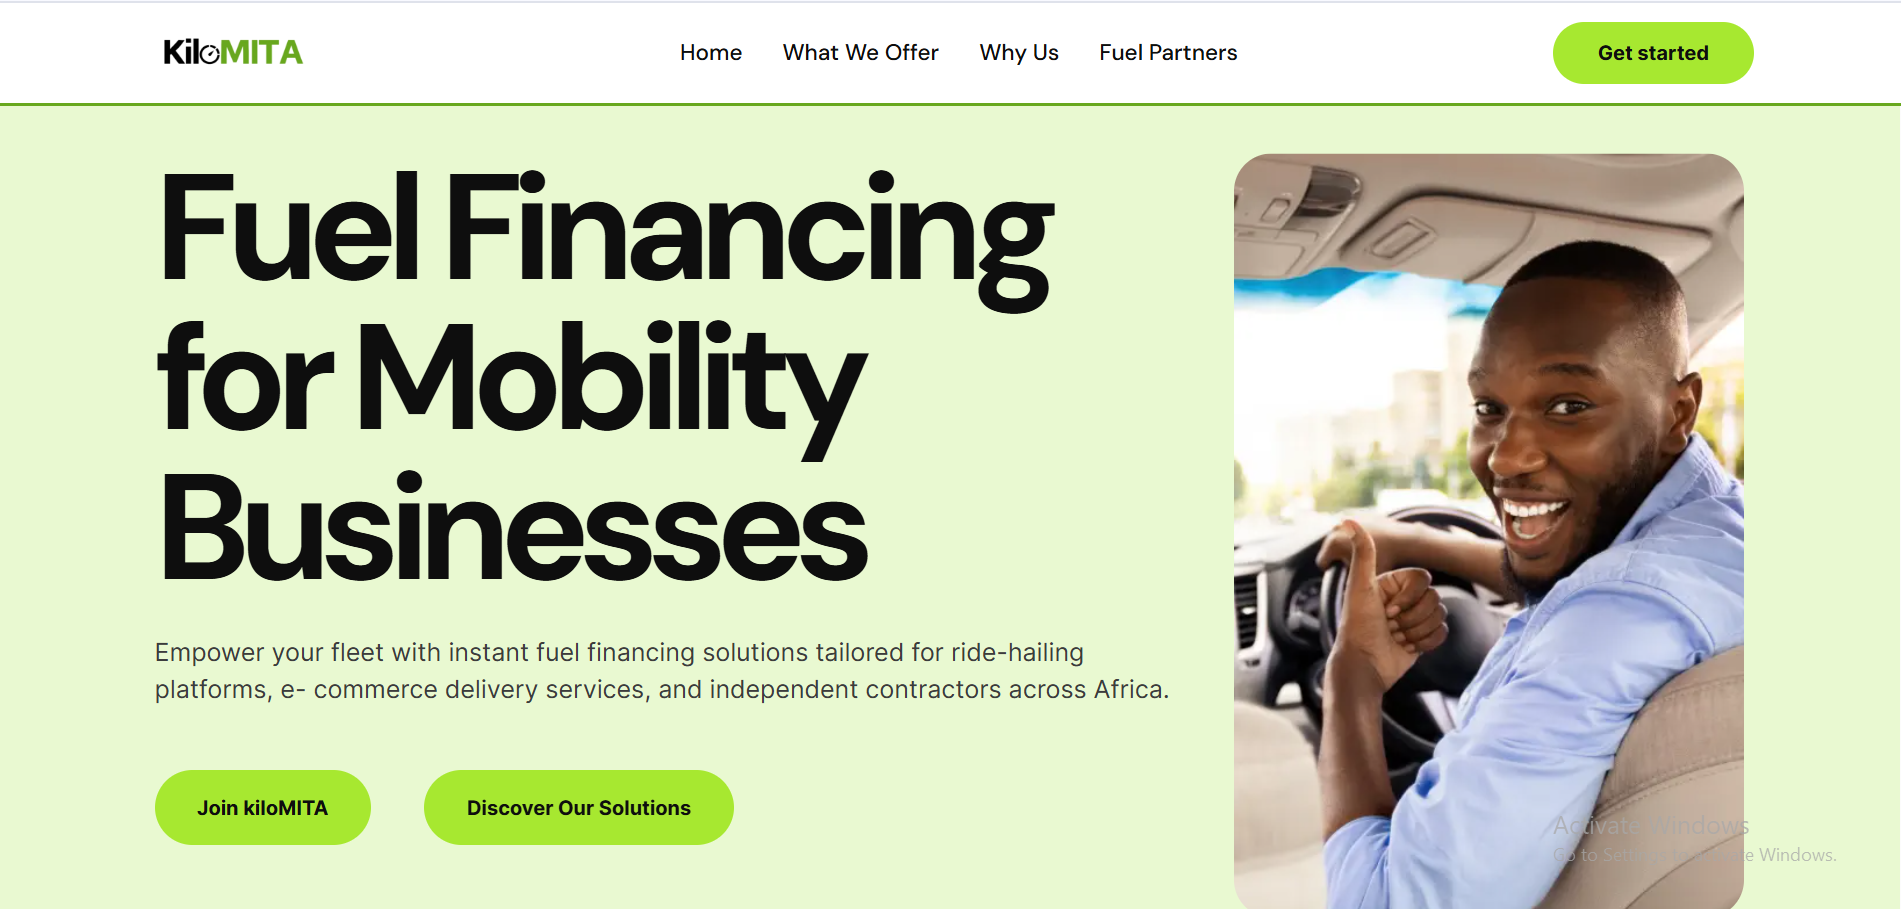 KiloMITA
Home What We Offer Why Us Fuel Partners
Get started
Fuel Financing
for Mobility
Businesses
Empower your fleet with instant fuel financing solutions tailored for ride-hailing
platforms, e- commerce delivery services, and independent contractors across Africa.
Join kiloMITA
Discover Our Solutions
Activate Windows
Go to Settings to activate Windows.